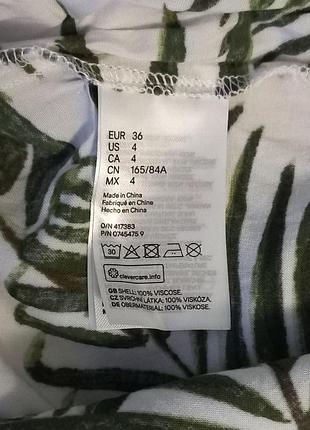 EUR 36
US 4
CA 4
CN 165/84A
MX 4
Made in China
Fabriqué en Chine
Hecho en China
O/N 417383
P/N 0745475 9
30
clevercare.info
GB SHELL: 100% VISCOSE.
CZ SVRCHNI LÁTKA: 100% VISKÓZA.
DE OBERMATERIAL: 100% VISKOSE.